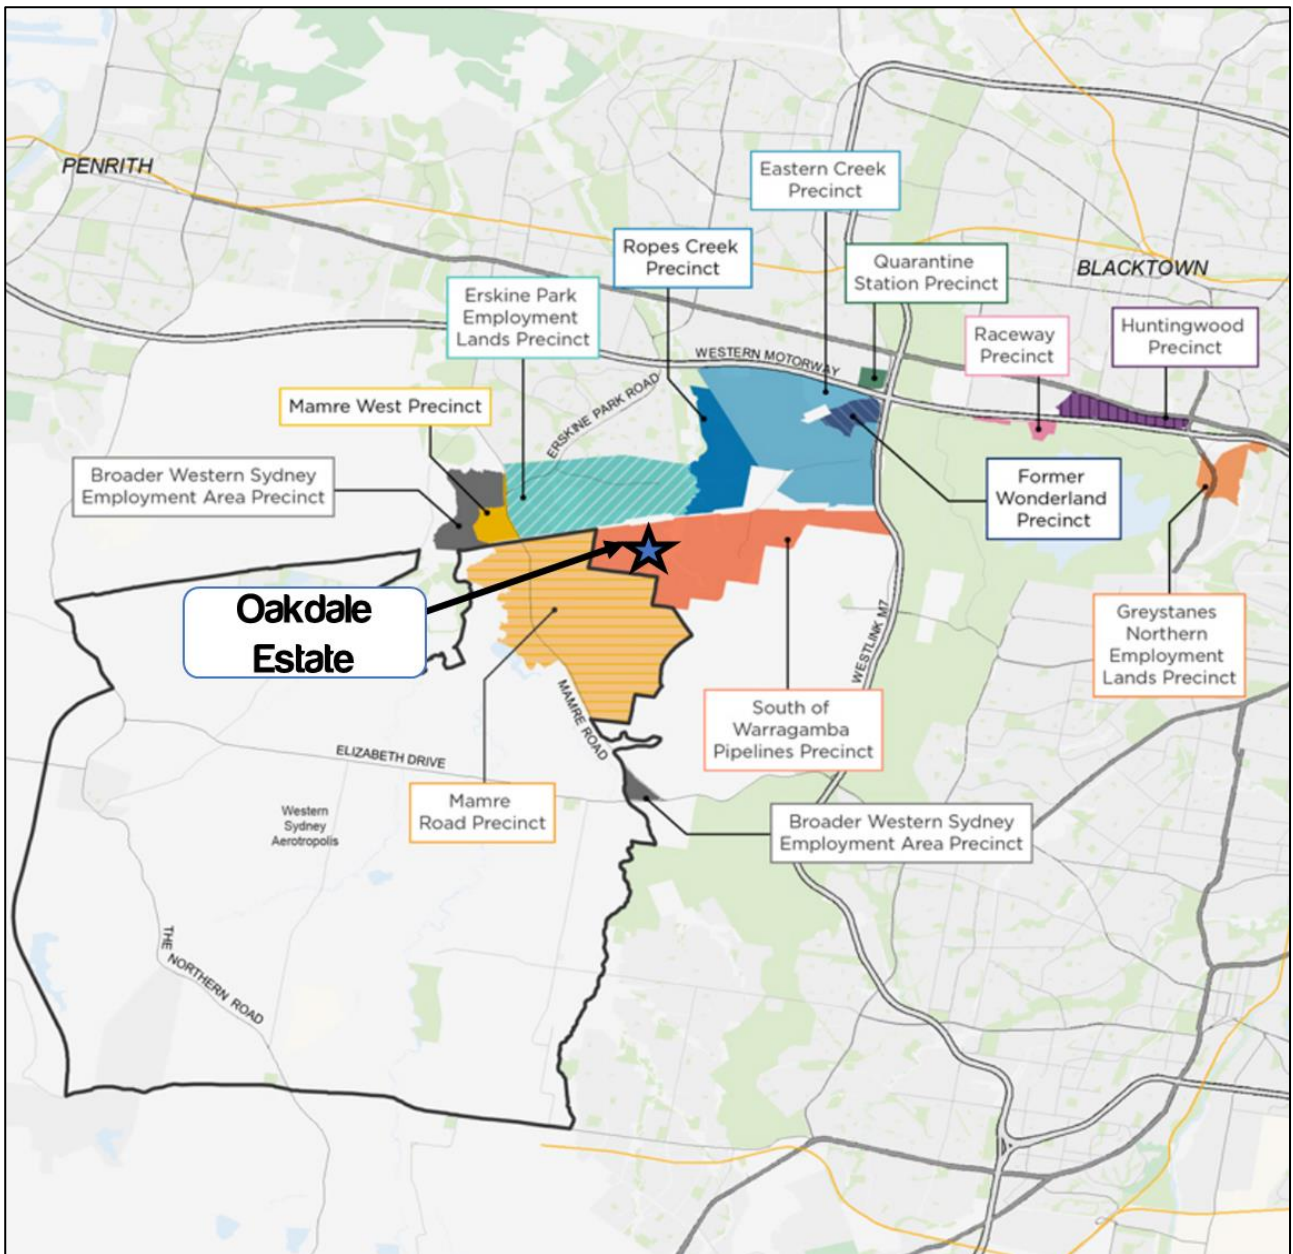 PENRITH
Eastern Creek
Precinct
Ropes Creek
Precinct
Quarantine
Station Precinct
BLACKTOWN
Erskine Park
Employment
Lands Precinct
Raceway
Precinct
Huntingwood
Precinct
WESTERN MOTORWAY
ERSKINE PARK ROAD
Mamre West Precinct
Broader Western Sydney
Employment Area Precinct
Former
Wonderland
Precinct
Oakdale
Estate
Greystanes
Northern
Employment
Lands Precinct
WESTLINK M7
MAMRE ROAD
South of
Warragamba
Pipelines Precinct
ELIZABETH DRIVE
Mamre
Road Precinct
Western
Sydney
Aerotropolis
Broader Western Sydney
Employment Area Precinct
THE NORTHERN ROAD